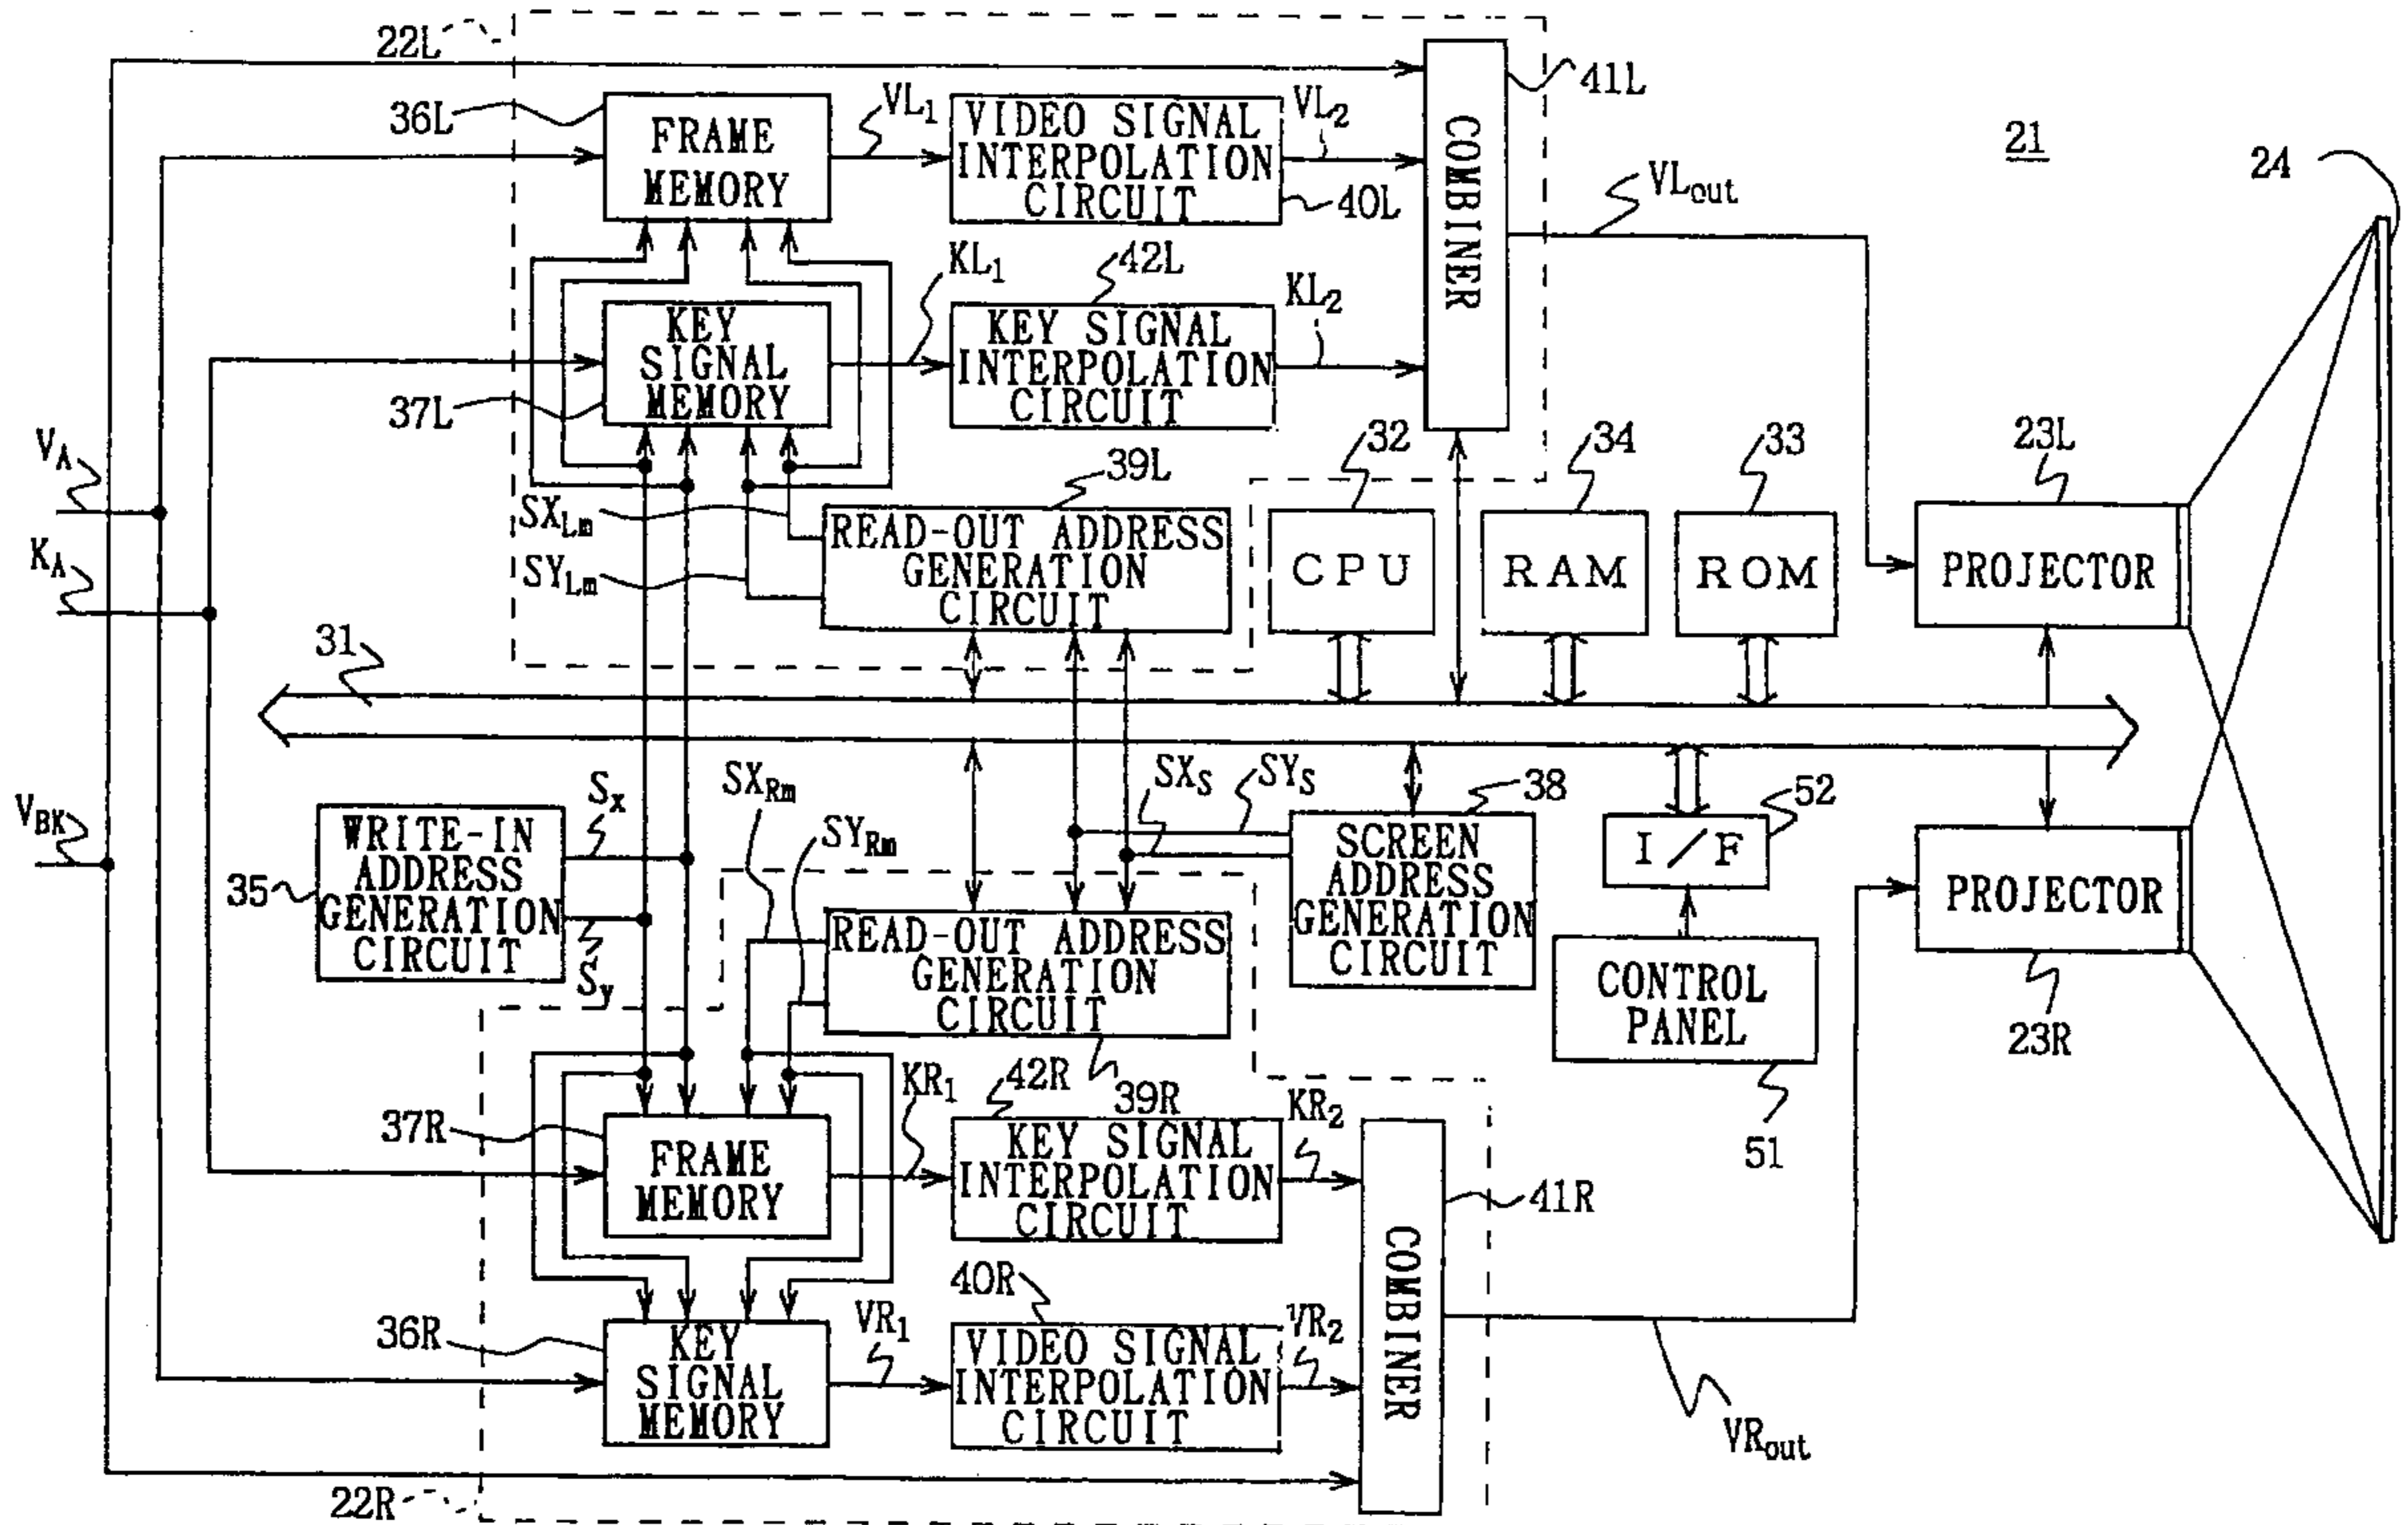 22L
41L
36L
FRAME
MEMORY
VL1
VIDEO SIGNAL
INTERPOLATION
CIRCUIT
VL2
40L
COMBINER
21
24
VLout
KL1
42L
KEY
SIGNAL
MEMORY
37L
KEY SIGNAL
INTERPOLATION
CIRCUIT
KL2
VA
KA
39L
32
34
33
23L
SXLm
SYLm
READ-OUT ADDRESS
GENERATION
CIRCUIT
CPU
RAM
ROM
PROJECTOR
31
VBK
35
WRITE-IN
ADDRESS
GENERATION
CIRCUIT
Sx
Sy
SXRm
SYRm
SXS
SYS
38
SCREEN
ADDRESS
GENERATION
CIRCUIT
52
I/F
PROJECTOR
23R
READ-OUT ADDRESS
GENERATION
CIRCUIT
39R
CONTROL
PANEL
51
37R
FRAME
MEMORY
KR1
42R
KEY SIGNAL
INTERPOLATION
CIRCUIT
KR2
41R
COMBINER
36R
KEY
SIGNAL
MEMORY
VR1
40R
VIDEO SIGNAL
INTERPOLATION
CIRCUIT
VR2
VRout
22R